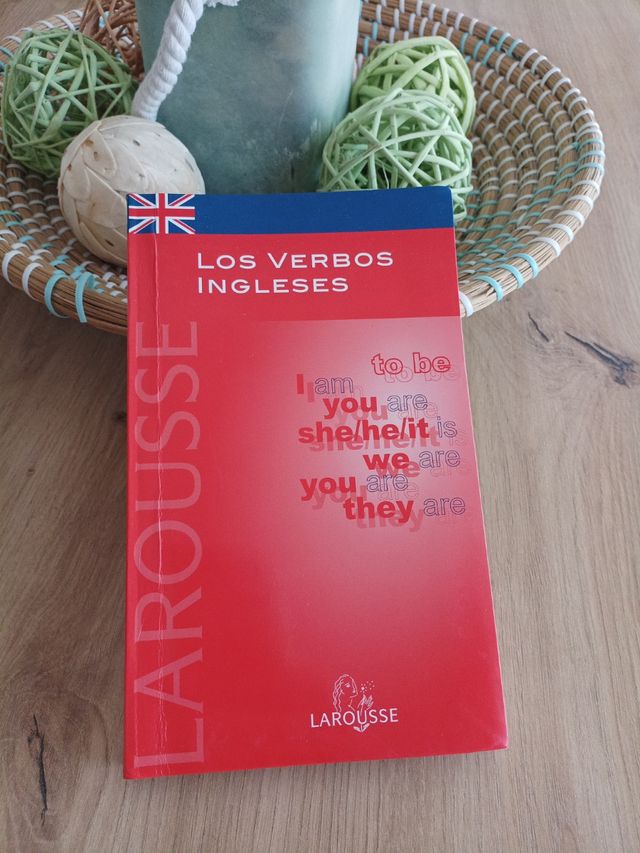 LOS VERBOS
INGLESES
LAROUSSE
to be
I am
you are
she/he/it is
we are
you are
they are
LAROUSSE